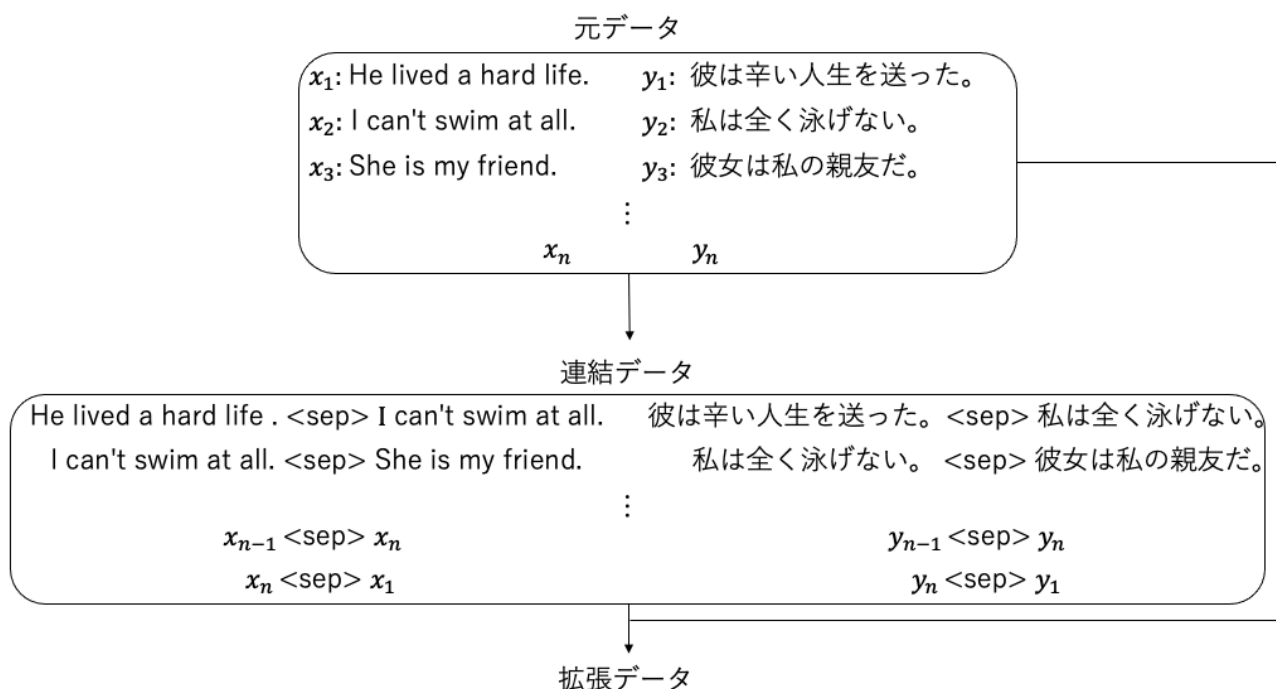 元データ
x₁: He lived a hard life. y₁: 彼は辛い人生を送った。
x₂: I can't swim at all. y₂: 私は全く泳げない。
x₃: She is my friend. y₃: 彼女は私の親友だ。
⋮
xₙ yₙ
連結データ
He lived a hard life . <sep> I can't swim at all. 彼は辛い人生を送った。<sep> 私は全く泳げない。
I can't swim at all. <sep> She is my friend. 私は全く泳げない。 <sep> 彼女は私の親友だ。
⋮
xₙ₋₁ <sep> xₙ yₙ₋₁ <sep> yₙ
xₙ <sep> x₁ yₙ <sep> y₁
拡張データ